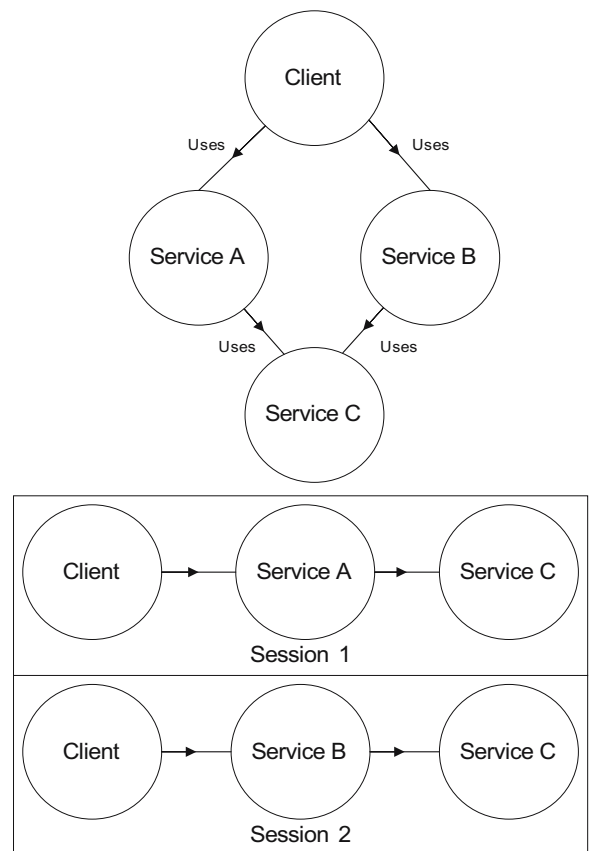 Client
Uses
Uses
Service A
Service B
Uses
Uses
Service C
Client
Service A
Service C
Session 1
Client
Service B
Service C
Session 2